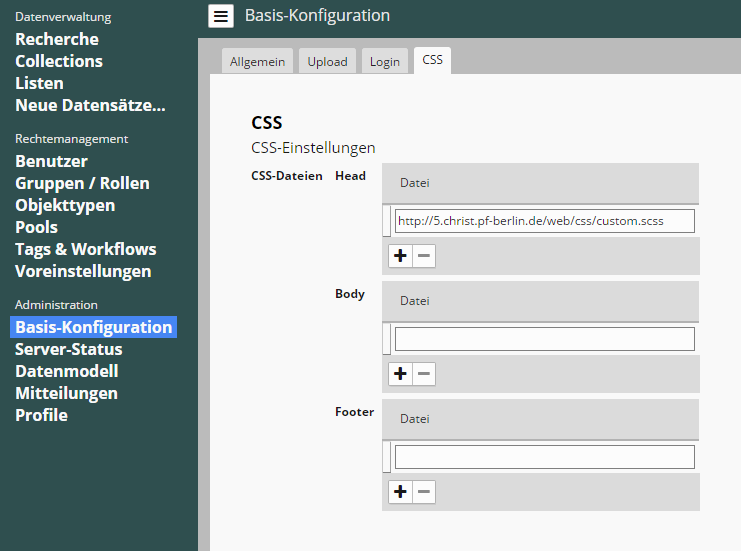 Datenverwaltung
Recherche
Collections
Listen
Neue Datensätze...
Rechtemanagement
Benutzer
Gruppen / Rollen
Objekttypen
Pools
Tags & Workflows
Voreinstellungen
Administration
Basis-Konfiguration
Server-Status
Datenmodell
Mitteilungen
Profile
Basis-Konfiguration
Allgemein Upload Login CSS
CSS
CSS-Einstellungen
CSS-Dateien Head Datei
http://5.christ.pf-berlin.de/web/css/custom.scss
Body Datei
Footer Datei